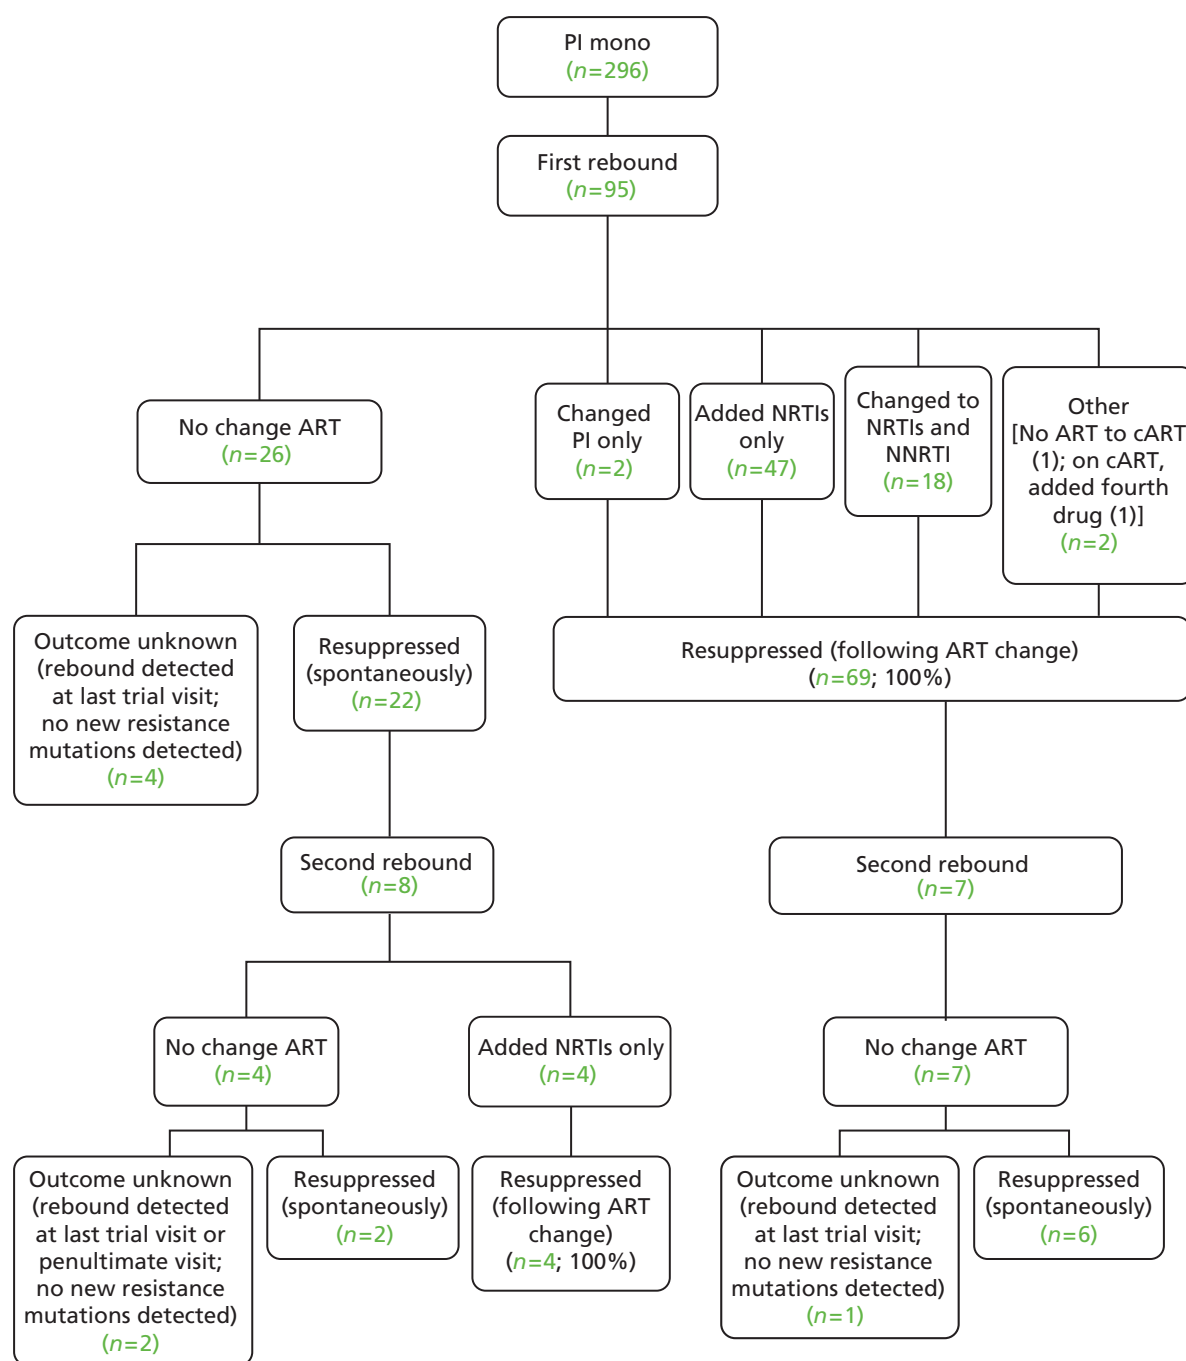 PI mono
(n=296)
First rebound
(n=95)
No change ART
(n=26)
Changed
PI only
(n=2)
Added NRTIs
only
(n=47)
Changed to
NRTIs and
NNRTI
(n=18)
Other
[No ART to cART
(1); on cART,
added fourth
drug (1)]
(n=2)
Outcome unknown
(rebound detected
at last trial visit;
no new resistance
mutations detected)
(n=4)
Resuppressed
(spontaneously)
(n=22)
Resuppressed (following ART change)
(n=69; 100%)
Second rebound
(n=8)
Second rebound
(n=7)
No change ART
(n=4)
Added NRTIs only
(n=4)
No change ART
(n=7)
Outcome unknown
(rebound detected
at last trial visit or
penultimate visit;
no new resistance
mutations detected)
(n=2)
Resuppressed
(spontaneously)
(n=2)
Resuppressed
(following ART
change)
(n=4; 100%)
Outcome unknown
(rebound detected
at last trial visit;
no new resistance
mutations detected)
(n=1)
Resuppressed
(spontaneously)
(n=6)